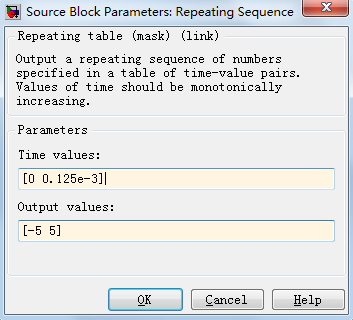 Source Block Parameters: Repeating Sequence
Repeating table (mask) (link)
Output a repeating sequence of numbers
specified in a table of time-value pairs.
Values of time should be monotonically
increasing.
Parameters
Time values:
[0 0.125e-3]
Output values:
[-5 5]
OK Cancel Help